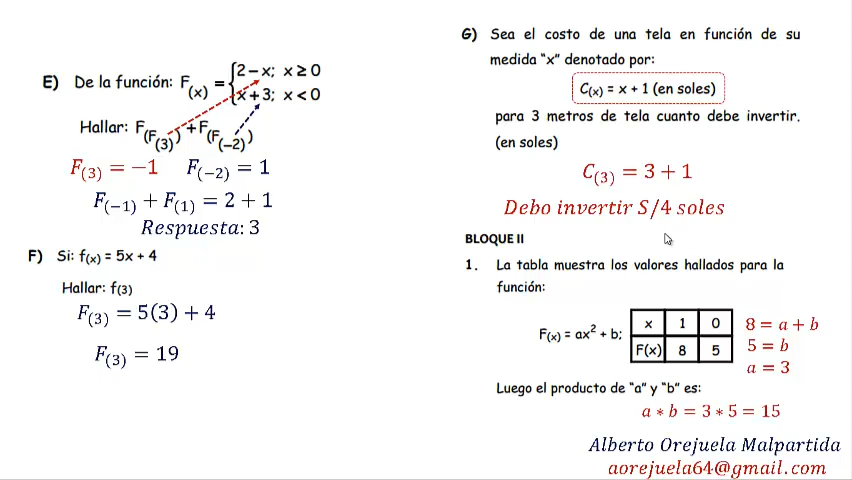 E) De la función: F(x) = {2 – x; x ≥ 0
{x + 3; x < 0
Hallar: F(F(3)) + F(F(–2))
F(3) = −1 F(−2) = 1
F(−1) + F(1) = 2 + 1
Respuesta: 3
F) Si: f(x) = 5x + 4
Hallar: f(3)
F(3) = 5(3) + 4
F(3) = 19
G) Sea el costo de una tela en función de su
medida “x” denotado por:
C(x) = x + 1 (en soles)
para 3 metros de tela cuanto debe invertir.
(en soles)
C(3) = 3 + 1
Debo invertir S/4 soles
BLOQUE II
1. La tabla muestra los valores hallados para la
función:
F(x) = ax² + b;
x 1 0
F(x) 8 5
8 = a + b
5 = b
a = 3
Luego el producto de “a” y “b” es:
a ∗ b = 3 ∗ 5 = 15
Alberto Orejuela Malpartida
aorejuela64@gmail.com